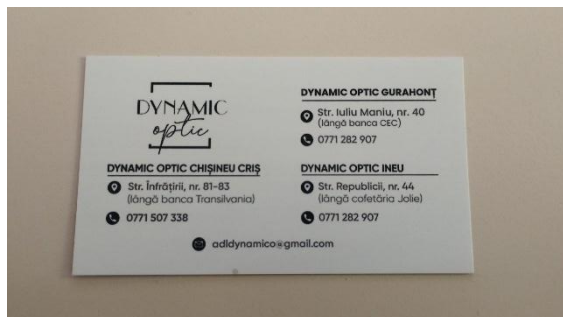 DYNAMIC
optic
DYNAMIC OPTIC GURAHONȚ
Str. Iuliu Maniu, nr. 40
(lângă banca CEC)
0771 282 907
DYNAMIC OPTIC CHIȘINEU CRIȘ
Str. Înfrățirii, nr. 81-83
(lângă banca Transilvania)
0771 507 338
DYNAMIC OPTIC INEU
Str. Republicii, nr. 44
(lângă cofetăria Jolie)
0771 282 907
adldynamico@gmail.com